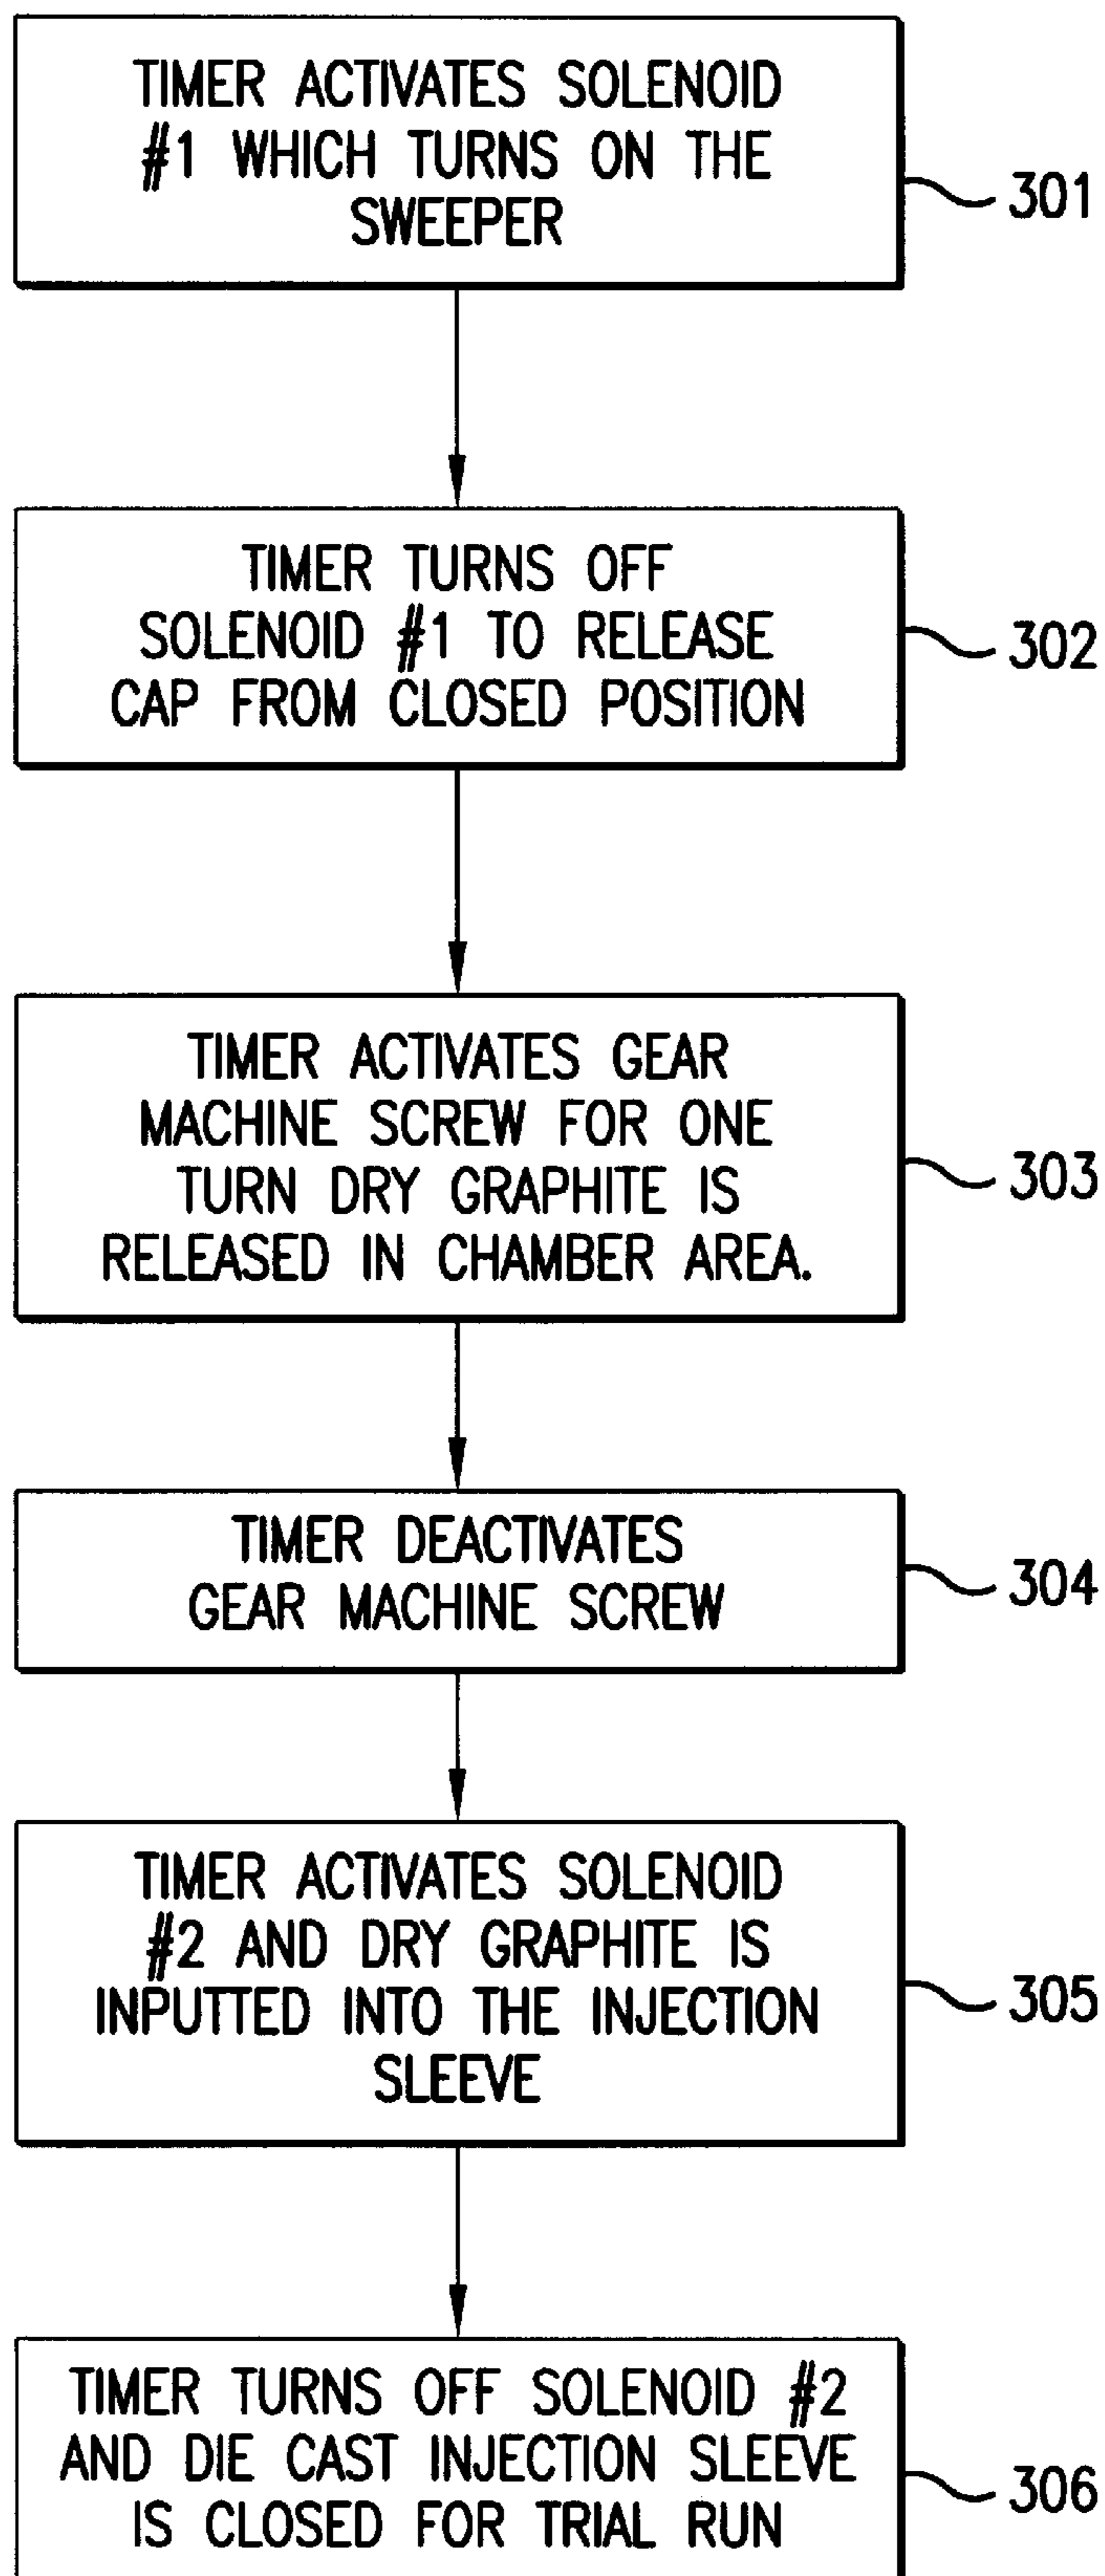 TIMER ACTIVATES SOLENOID
#1 WHICH TURNS ON THE
SWEEPER
301
TIMER TURNS OFF
SOLENOID #1 TO RELEASE
CAP FROM CLOSED POSITION
302
TIMER ACTIVATES GEAR
MACHINE SCREW FOR ONE
TURN DRY GRAPHITE IS
RELEASED IN CHAMBER AREA.
303
TIMER DEACTIVATES
GEAR MACHINE SCREW
304
TIMER ACTIVATES SOLENOID
#2 AND DRY GRAPHITE IS
INPUTTED INTO THE INJECTION
SLEEVE
305
TIMER TURNS OFF SOLENOID #2
AND DIE CAST INJECTION SLEEVE
IS CLOSED FOR TRIAL RUN
306